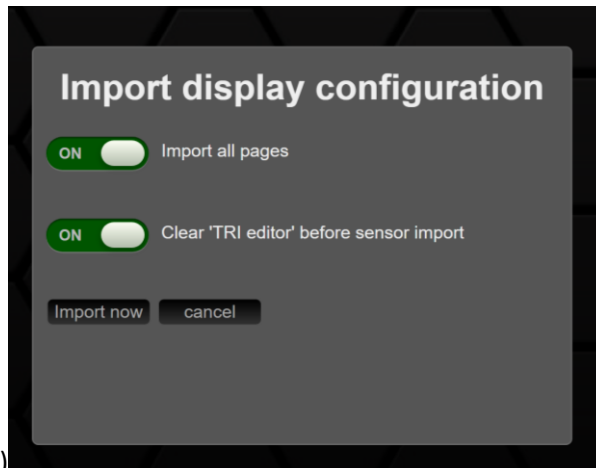 Import display configuration
ON Import all pages
ON Clear 'TRI editor' before sensor import
Import now cancel
)